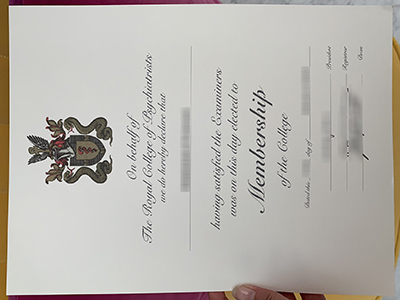 On behalf of
The Royal College of Psychiatrists
we do hereby declare that
having satisfied the Examiners
was on this day elected to
Membership
of the College
Dated this day of
President
Registrar
Dean